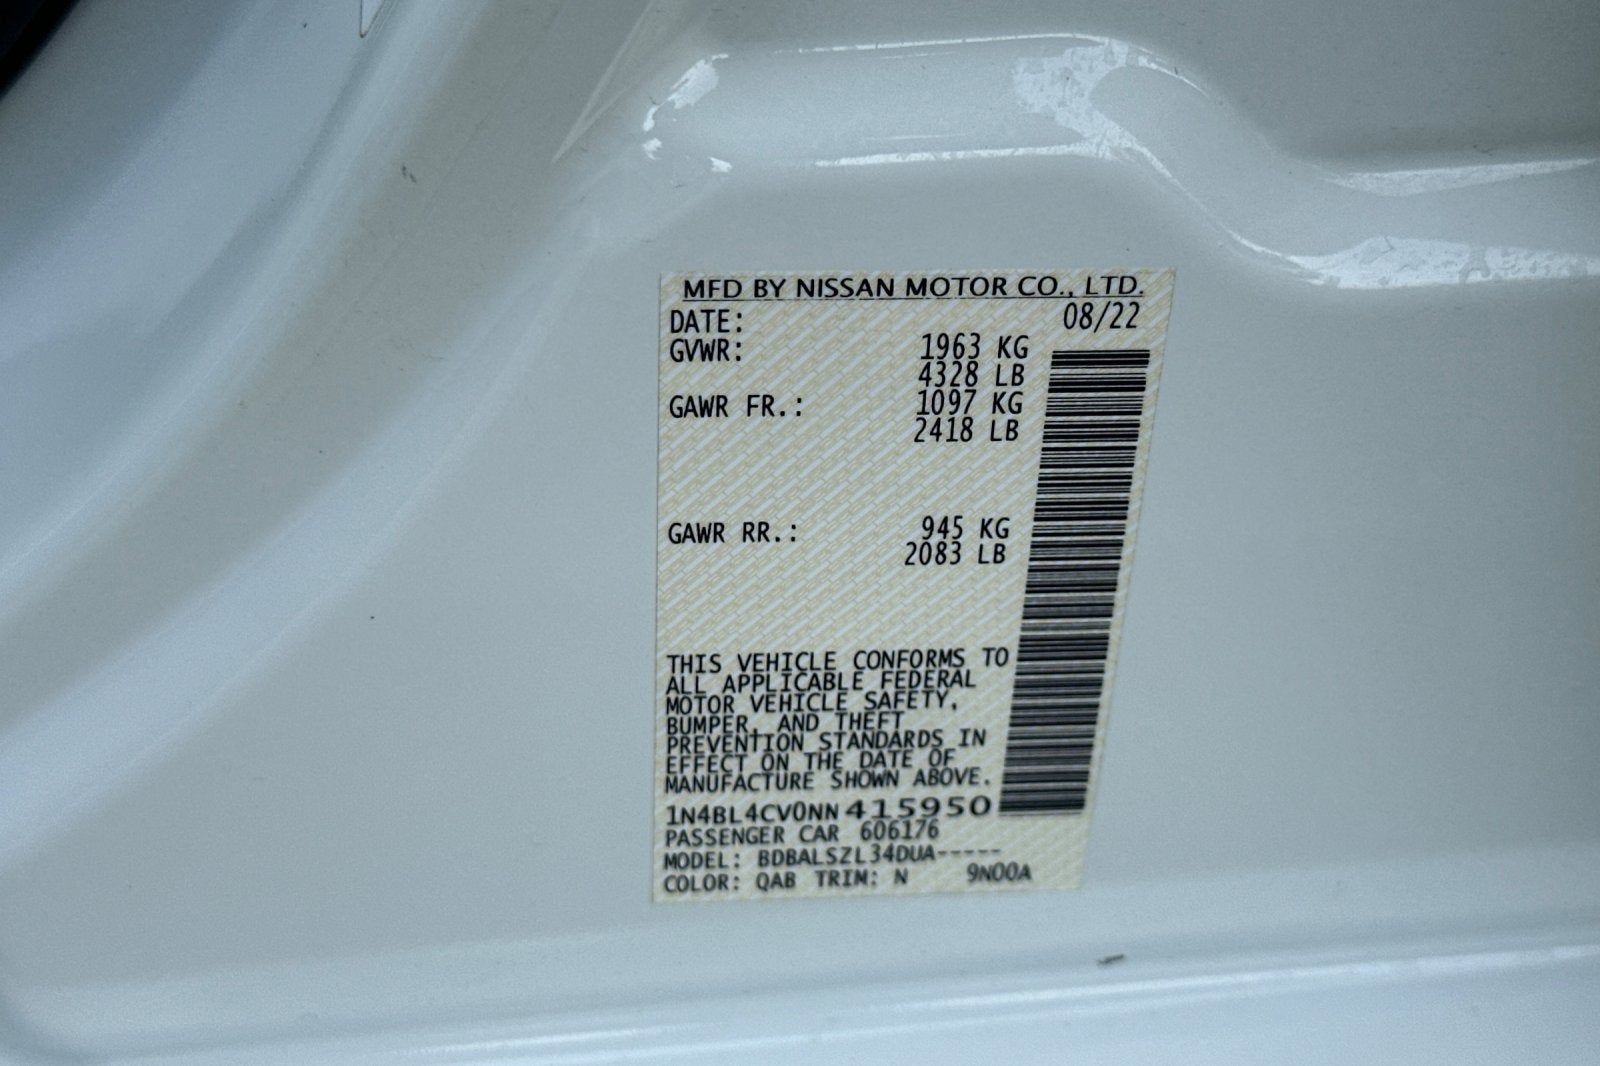 MFD BY NISSAN MOTOR CO., LTD.
DATE: 08/22
GVWR: 1963 KG
4328 LB
GAWR FR.: 1097 KG
2418 LB
GAWR RR.: 945 KG
2083 LB
THIS VEHICLE CONFORMS TO
ALL APPLICABLE FEDERAL
MOTOR VEHICLE SAFETY,
BUMPER, AND THEFT
PREVENTION STANDARDS IN
EFFECT ON THE DATE OF
MANUFACTURE SHOWN ABOVE.
1N4BL4CV0NN415950
PASSENGER CAR 606176
MODEL: BDBALSZL34DUA-----
COLOR: QAB TRIM: N 9N00A